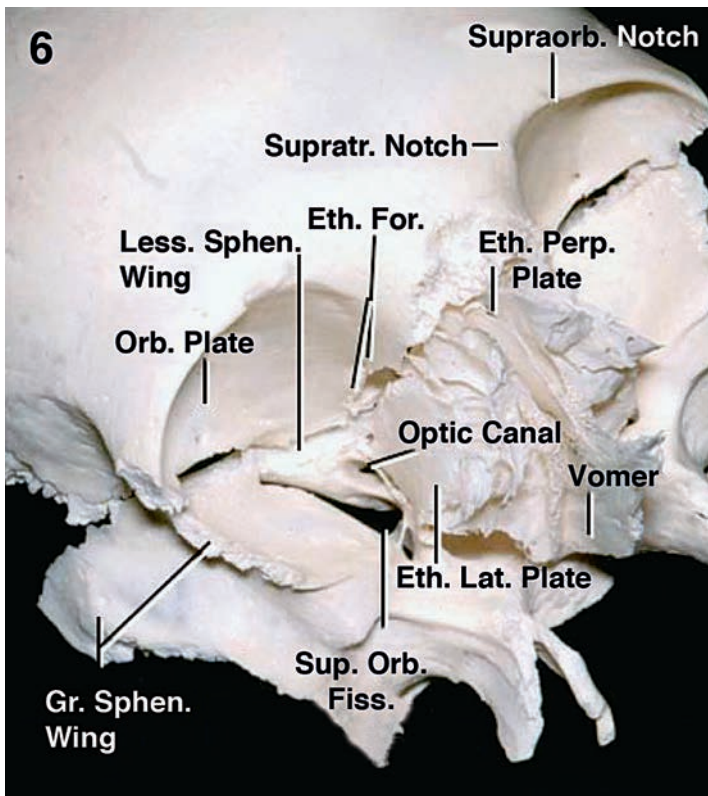 6
Supraorb. Notch
Supratr. Notch
Eth. For.
Less. Sphen.
Wing
Eth. Perp.
Plate
Orb. Plate
Optic Canal
Vomer
Eth. Lat. Plate
Sup. Orb.
Fiss.
Gr. Sphen.
Wing